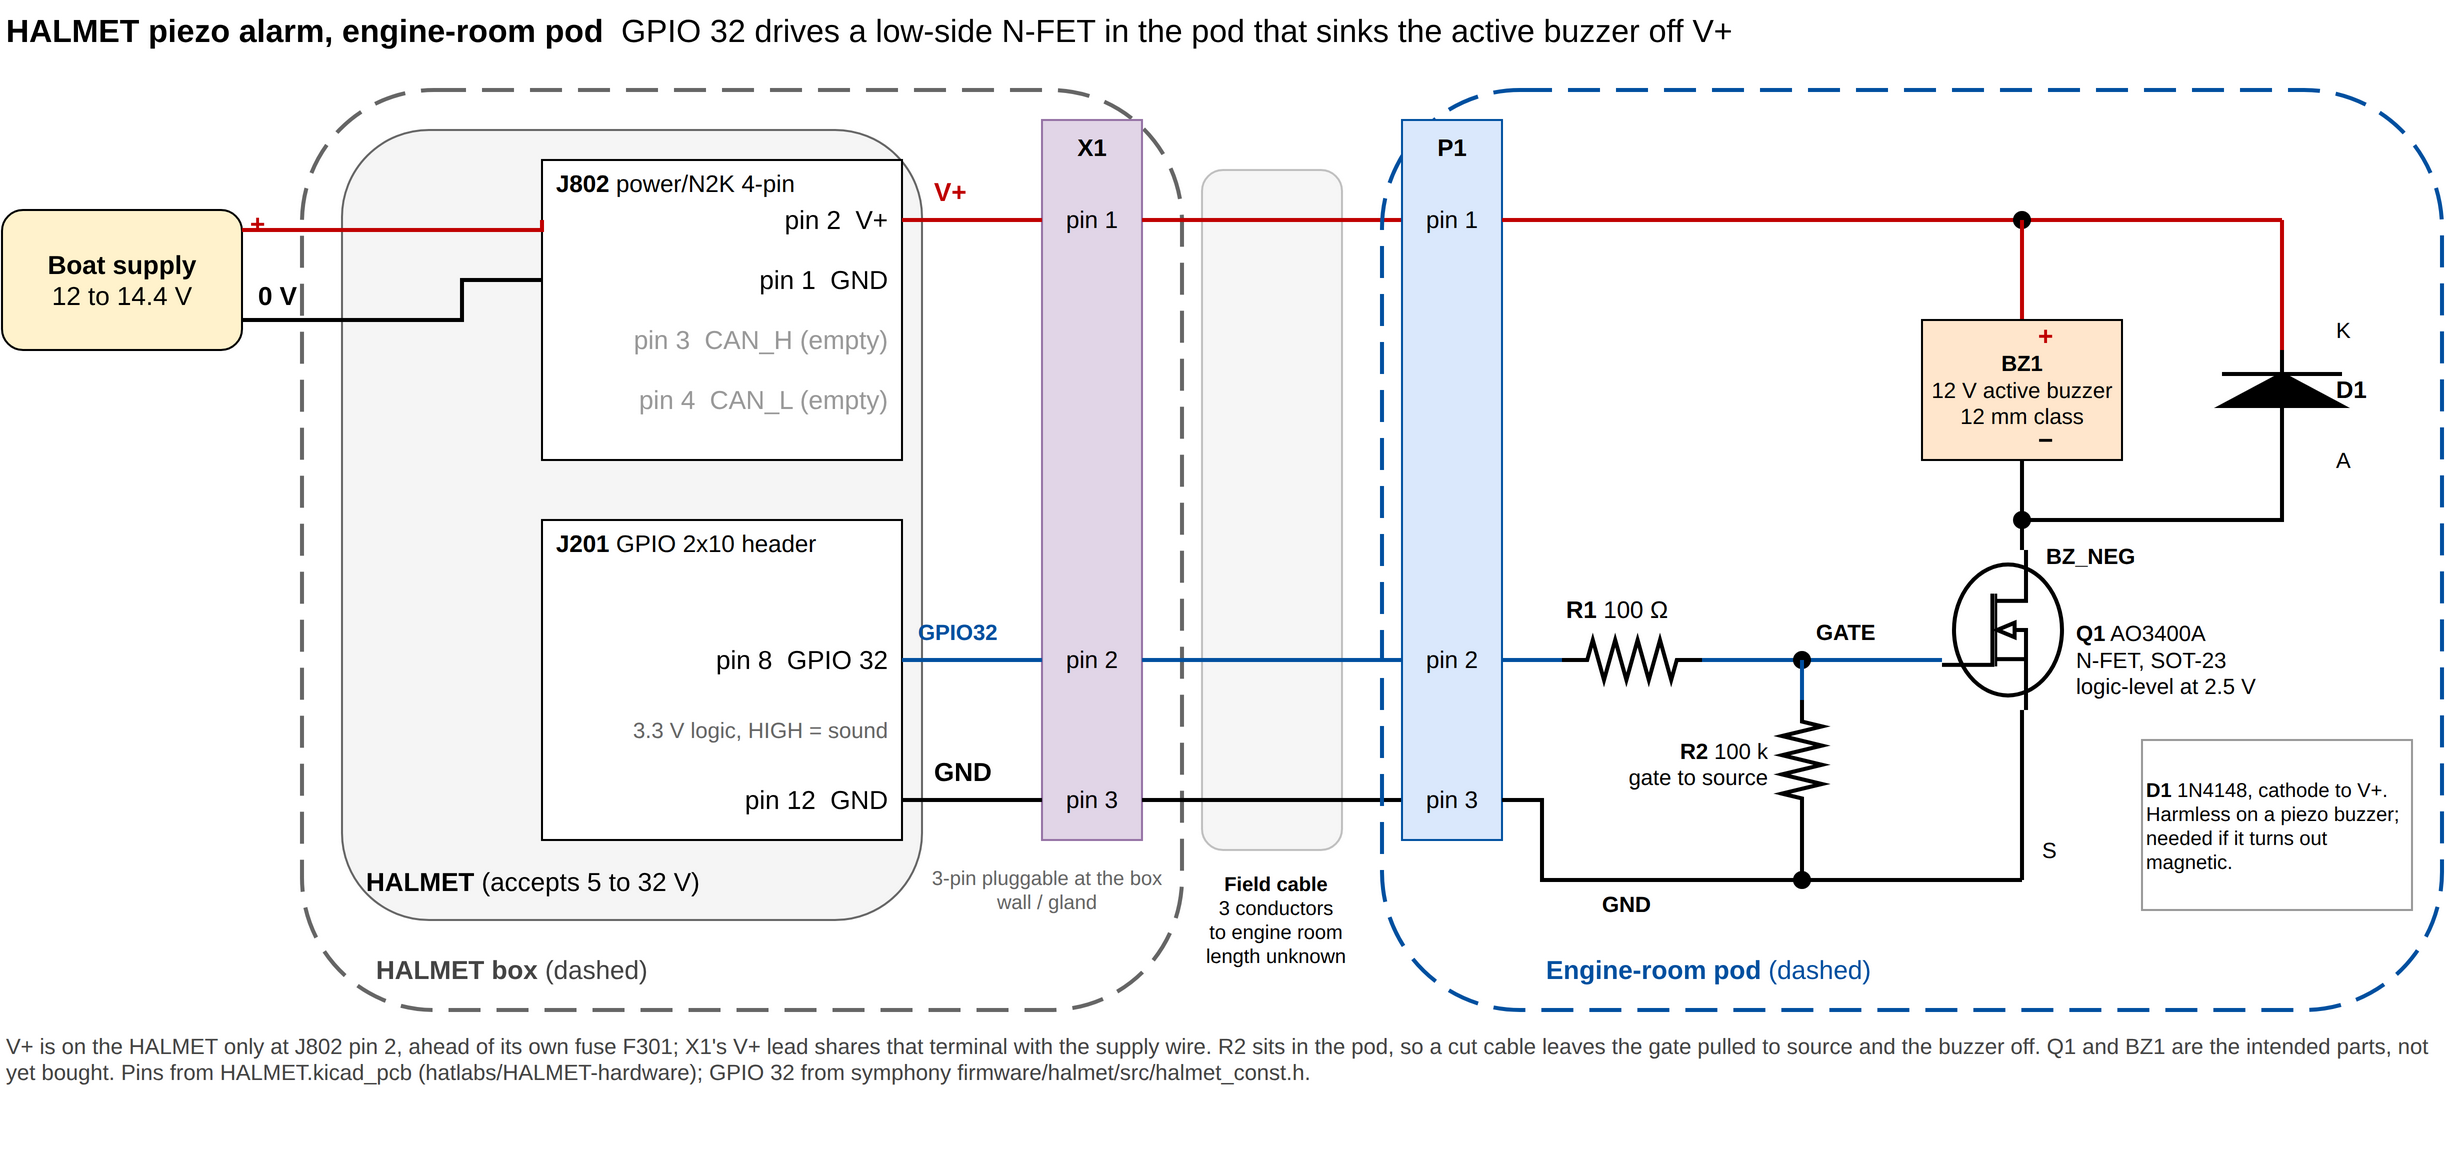 HALMET piezo alarm, engine-room pod  GPIO 32 drives a low-side N-FET in the pod that sinks the active buzzer off V+
Boat supply
12 to 14.4 V
+
0 V
J802 power/N2K 4-pin
pin 2  V+
pin 1  GND
pin 3  CAN_H (empty)
pin 4  CAN_L (empty)
J201 GPIO 2x10 header
pin 8  GPIO 32
3.3 V logic, HIGH = sound
pin 12  GND
HALMET (accepts 5 to 32 V)
HALMET box (dashed)
V+
GPIO32
GND
X1
pin 1
pin 2
pin 3
3-pin pluggable at the box
wall / gland
Field cable
3 conductors
to engine room
length unknown
P1
pin 1
pin 2
pin 3
R1 100 Ω
GATE
R2 100 k
gate to source
GND
+
BZ1
12 V active buzzer
12 mm class
−
K
D1
A
BZ_NEG
Q1 AO3400A
N-FET, SOT-23
logic-level at 2.5 V
S
D1 1N4148, cathode to V+.
Harmless on a piezo buzzer;
needed if it turns out
magnetic.
Engine-room pod (dashed)
V+ is on the HALMET only at J802 pin 2, ahead of its own fuse F301; X1's V+ lead shares that terminal with the supply wire. R2 sits in the pod, so a cut cable leaves the gate pulled to source and the buzzer off. Q1 and BZ1 are the intended parts, not
yet bought. Pins from HALMET.kicad_pcb (hatlabs/HALMET-hardware); GPIO 32 from symphony firmware/halmet/src/halmet_const.h.